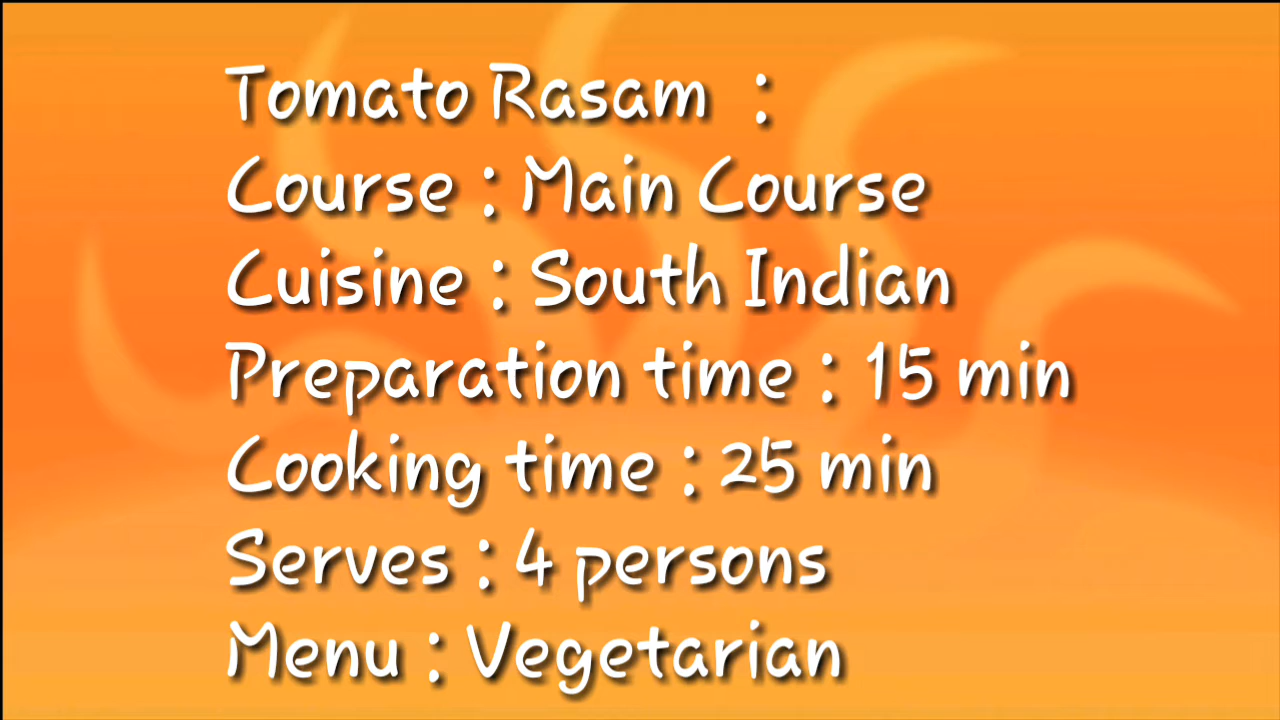 Tomato Rasam :
Course : Main Course
Cuisine : South Indian
Preparation time : 15 min
Cooking time : 25 min
Serves : 4 persons
Menu : Vegetarian